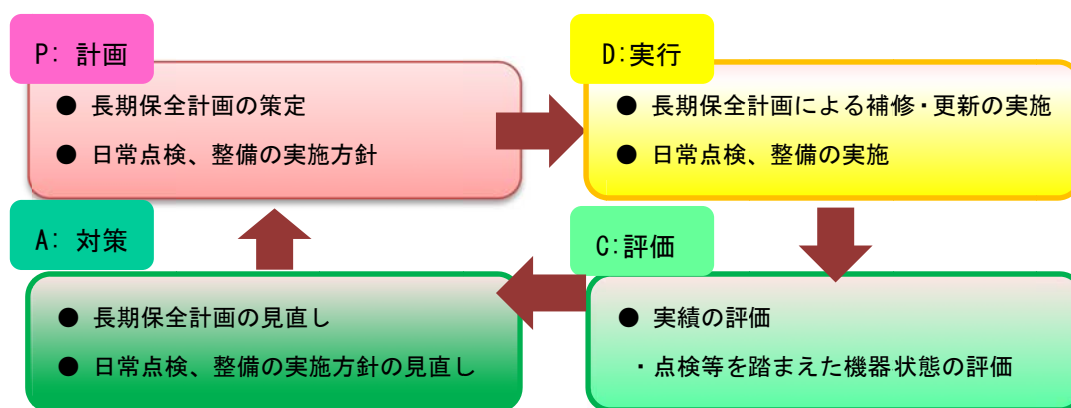 P: 計画
● 長期保全計画の策定
● 日常点検、整備の実施方針
D:実行
● 長期保全計画による補修・更新の実施
● 日常点検、整備の実施
C:評価
● 実績の評価
・点検等を踏まえた機器状態の評価
A: 対策
● 長期保全計画の見直し
● 日常点検、整備の実施方針の見直し